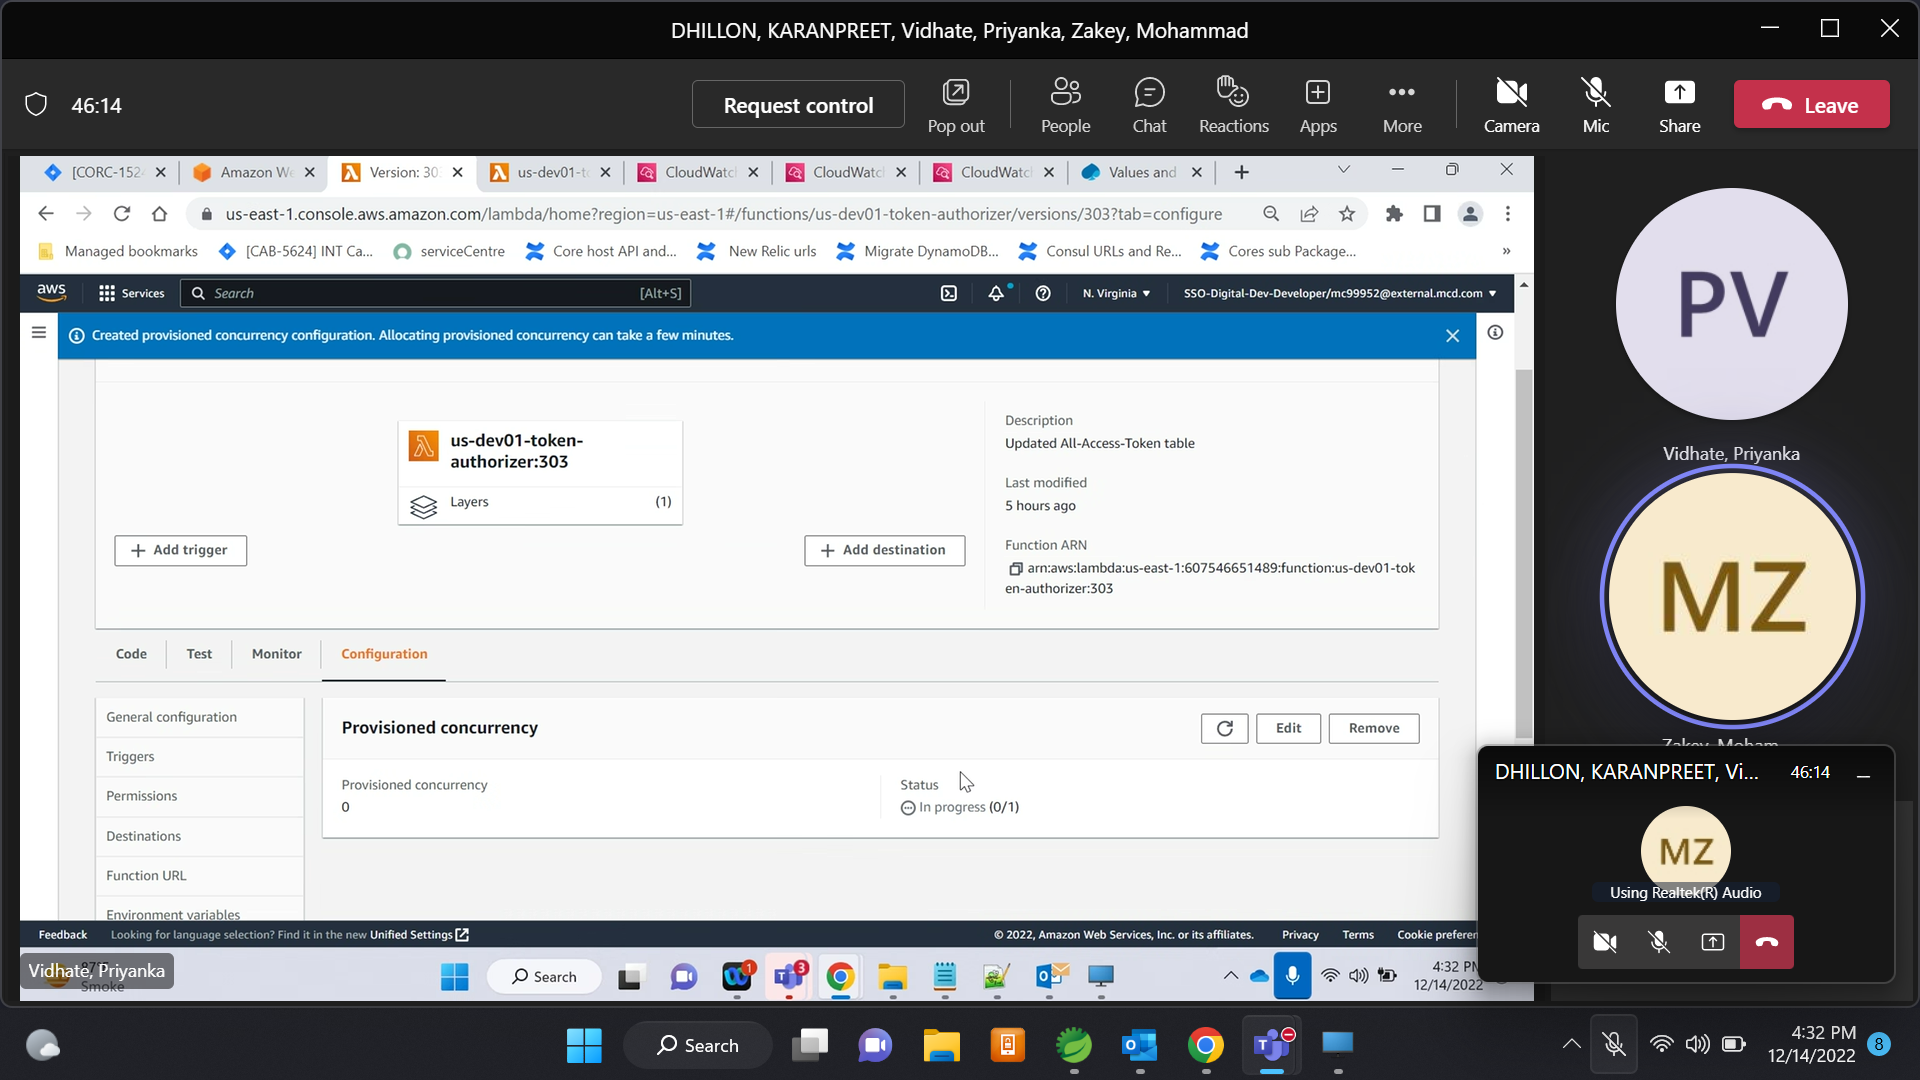 DHILLON, KARANPREET, Vidhate, Priyanka, Zakey, Mohammad
46:14
Request control
Pop out
People
Chat
Reactions
Apps
More
Camera
Mic
Share
Leave
[CORC-152
Amazon W
Version: 30
us-dev01-t
CloudWatc
CloudWatc
CloudWatc
Values and
us-east-1.console.aws.amazon.com/lambda/home?region=us-east-1#/functions/us-dev01-token-authorizer/versions/303?tab=configure
Managed bookmarks
[CAB-5624] INT Ca...
serviceCentre
Core host API and...
New Relic urls
Migrate DynamoDB...
Consul URLs and Re...
Cores sub Package...
»
aws
Services
Search
[Alt+S]
N. Virginia
SSO-Digital-Dev-Developer/mc99952@external.mcd.com
Created provisioned concurrency configuration. Allocating provisioned concurrency can take a few minutes.
us-dev01-token-
authorizer:303
Layers
(1)
Add trigger
Add destination
Description
Updated All-Access-Token table
Last modified
5 hours ago
Function ARN
arn:aws:lambda:us-east-1:607546651489:function:us-dev01-tok
en-authorizer:303
Code
Test
Monitor
Configuration
General configuration
Triggers
Permissions
Destinations
Function URL
Environment variables
Provisioned concurrency
Edit
Remove
Provisioned concurrency
0
Status
In progress (0/1)
Feedback
Looking for language selection? Find it in the new Unified Settings
© 2022, Amazon Web Services, Inc. or its affiliates.
Privacy
Terms
Cookie preferen
Vidhate, Priyanka
Smoke
Search
1
3
4:32 PM
12/14/2022
PV
Vidhate, Priyanka
MZ
DHILLON, KARANPREET, Vi...
46:14
MZ
Using Realtek(R) Audio
Search
4:32 PM
12/14/2022
8